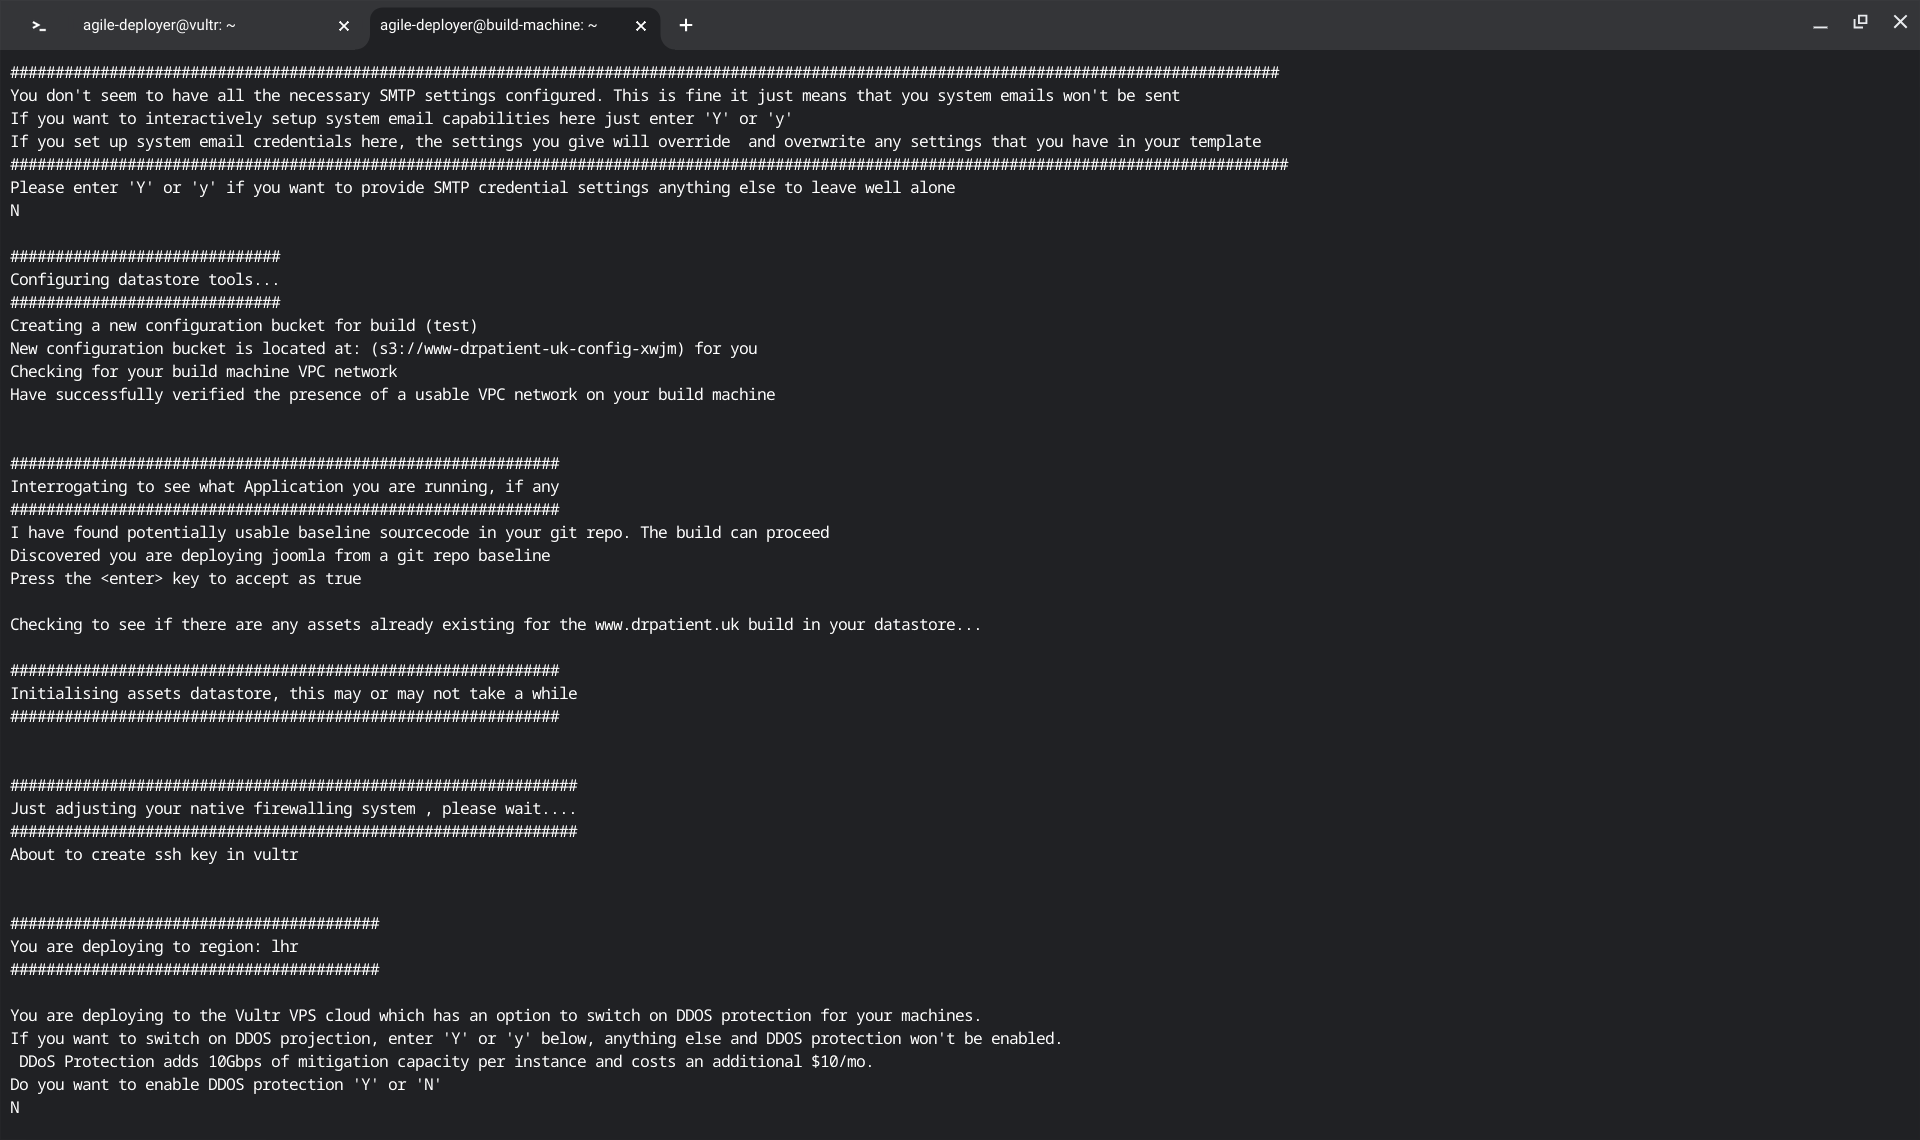 agile-deployer@vultr: ~
agile-deployer@build-machine: ~
#############################################################################################################################################
You don't seem to have all the necessary SMTP settings configured. This is fine it just means that you system emails won't be sent
If you want to interactively setup system email capabilities here just enter 'Y' or 'y'
If you set up system email credentials here, the settings you give will override  and overwrite any settings that you have in your template
##############################################################################################################################################
Please enter 'Y' or 'y' if you want to provide SMTP credential settings anything else to leave well alone
N
##############################
Configuring datastore tools...
##############################
Creating a new configuration bucket for build (test)
New configuration bucket is located at: (s3://www-drpatient-uk-config-xwjm) for you
Checking for your build machine VPC network
Have successfully verified the presence of a usable VPC network on your build machine
#############################################################
Interrogating to see what Application you are running, if any
#############################################################
I have found potentially usable baseline sourcecode in your git repo. The build can proceed
Discovered you are deploying joomla from a git repo baseline
Press the <enter> key to accept as true
Checking to see if there are any assets already existing for the www.drpatient.uk build in your datastore...
#############################################################
Initialising assets datastore, this may or may not take a while
#############################################################
###############################################################
Just adjusting your native firewalling system , please wait....
###############################################################
About to create ssh key in vultr
#########################################
You are deploying to region: lhr
#########################################
You are deploying to the Vultr VPS cloud which has an option to switch on DDOS protection for your machines.
If you want to switch on DDOS projection, enter 'Y' or 'y' below, anything else and DDOS protection won't be enabled.
 DDoS Protection adds 10Gbps of mitigation capacity per instance and costs an additional $10/mo.
Do you want to enable DDOS protection 'Y' or 'N'
N